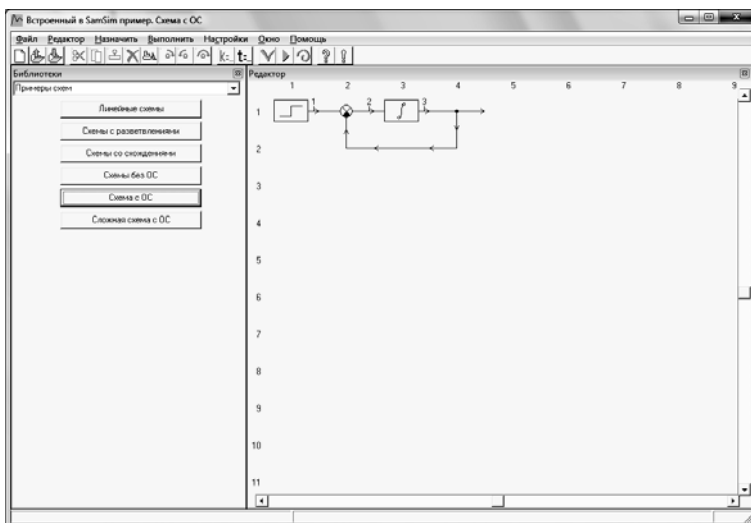 Встроенный в SamSim пример. Схема с ОС
Файл Редактор Назначить Выполнить Настройки Окно Помощь
k= t=
Библиотеки
Редактор
Примеры схем
Линейные схемы
Схемы с разветвлениями
Схемы со схождениями
Схемы без ОС
Схема с ОС
Сложная схема с ОС
1 2 3 4 5 6 7 8 9
1 2 3
1
2
3
4
5
6
7
8
9
10
11